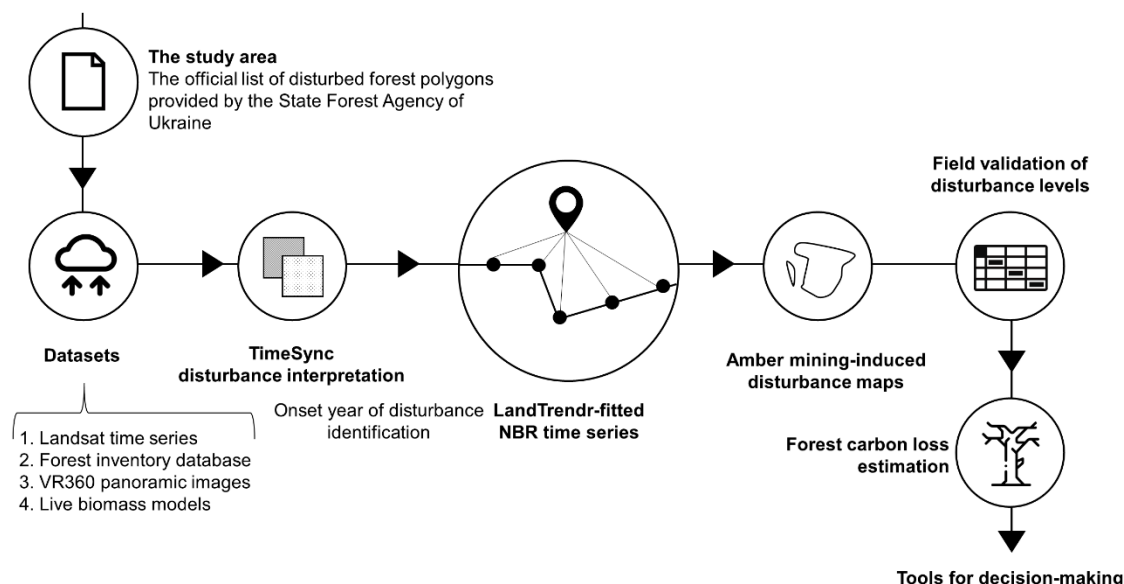 The study area
The official list of disturbed forest polygons
provided by the State Forest Agency of
Ukraine
Field validation of
disturbance levels
Datasets
1. Landsat time series
2. Forest inventory database
3. VR360 panoramic images
4. Live biomass models
TimeSync
disturbance interpretation
Onset year of disturbance
identification
LandTrendr-fitted
NBR time series
Amber mining-induced
disturbance maps
Forest carbon loss
estimation
Tools for decision-making